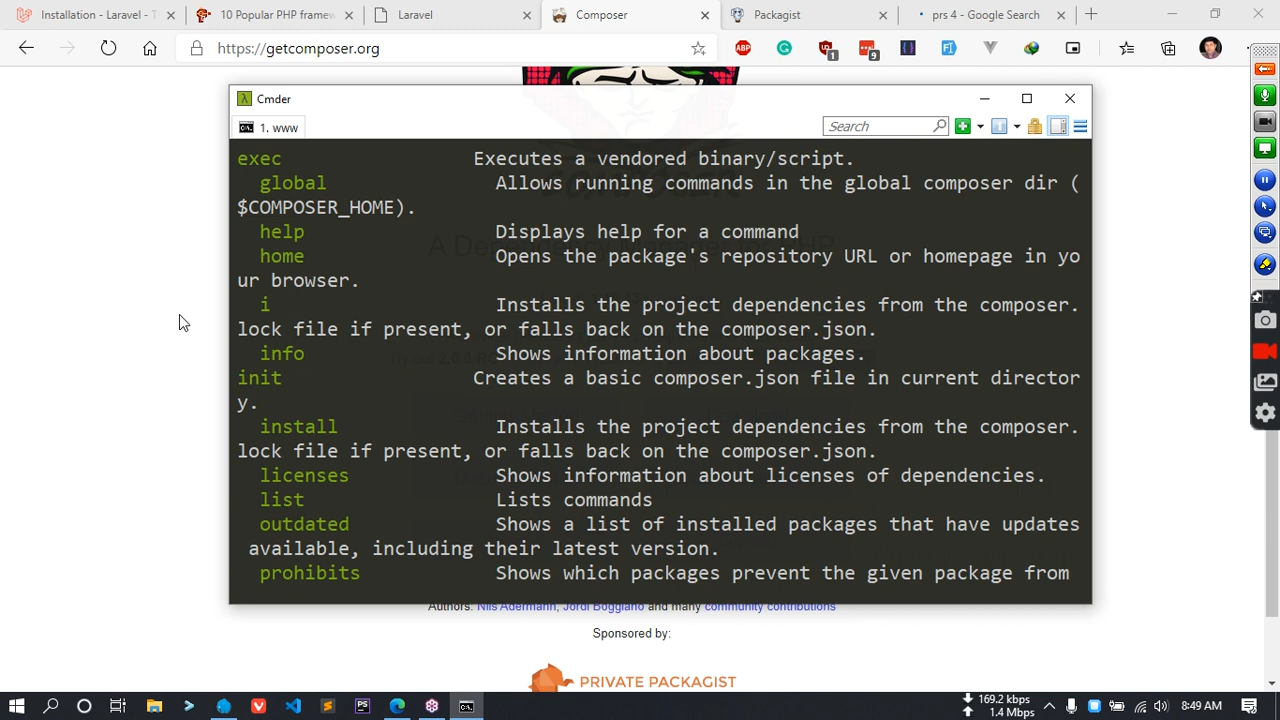 Installation - Laravel - T
10 Popular PHP framew
Laravel
Composer
Packagist
prs 4 - Google Search
https://getcomposer.org
ABP
1
9
Cmder
1. www
Search
exec Executes a vendored binary/script.
global Allows running commands in the global composer dir (
$COMPOSER_HOME).
help Displays help for a command
home Opens the package's repository URL or homepage in yo
ur browser.
i Installs the project dependencies from the composer.
lock file if present, or falls back on the composer.json.
info Shows information about packages.
init Creates a basic composer.json file in current director
y.
install Installs the project dependencies from the composer.
lock file if present, or falls back on the composer.json.
licenses Shows information about licenses of dependencies.
list Lists commands
outdated Shows a list of installed packages that have updates
available, including their latest version.
prohibits Shows which packages prevent the given package from
Authors: Nils Adermann, Jordi Boggiano and many community contributions
Sponsored by:
PRIVATE PACKAGIST
PS
169.2 kbps
1.4 Mbps
8:49 AM